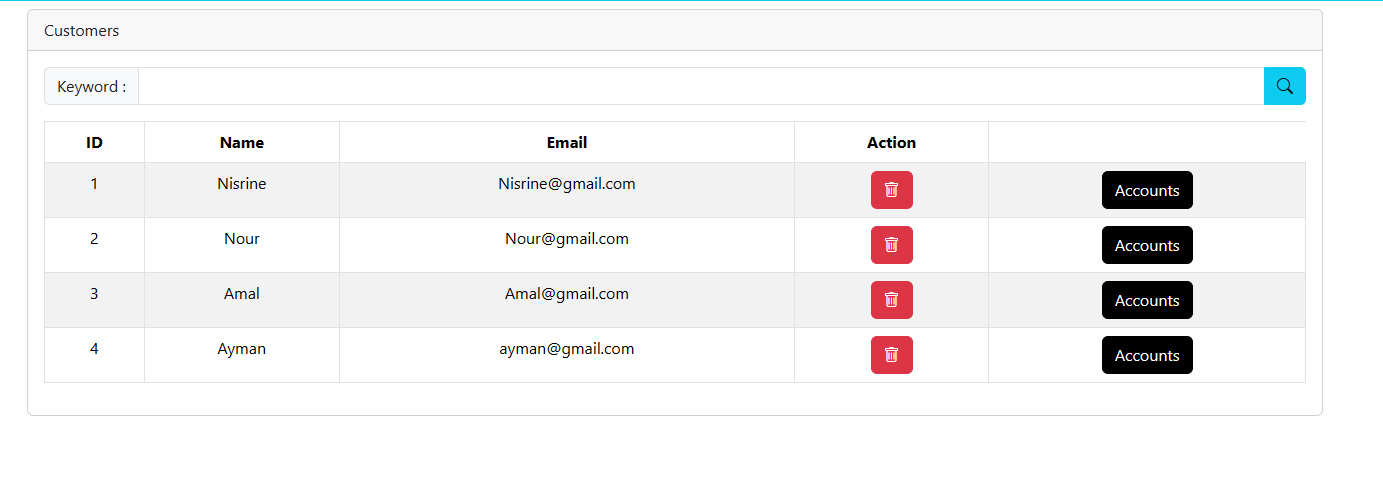 Customers
Keyword :
ID Name Email Action
1 Nisrine Nisrine@gmail.com Accounts
2 Nour Nour@gmail.com Accounts
3 Amal Amal@gmail.com Accounts
4 Ayman ayman@gmail.com Accounts